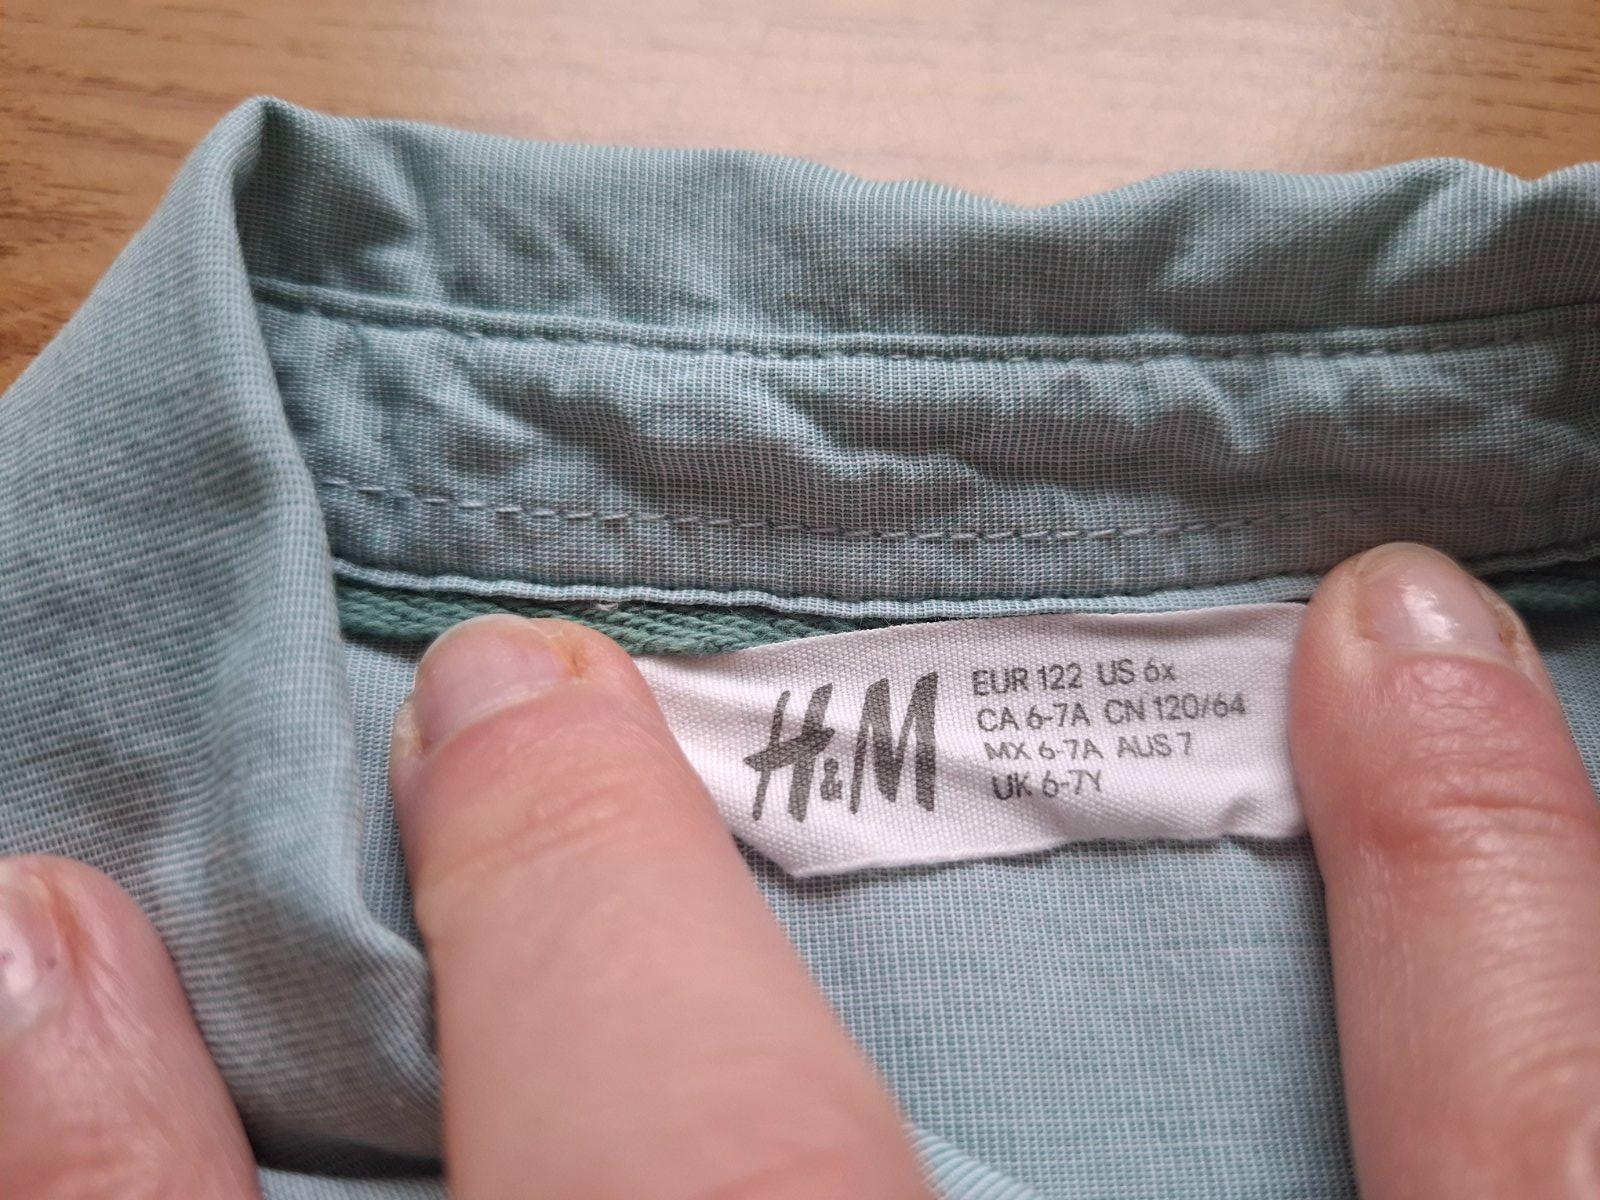 H&M
EUR 122 US 6x
CA 6-7A CN 120/64
MX 6-7A AUS 7
UK 6-7Y